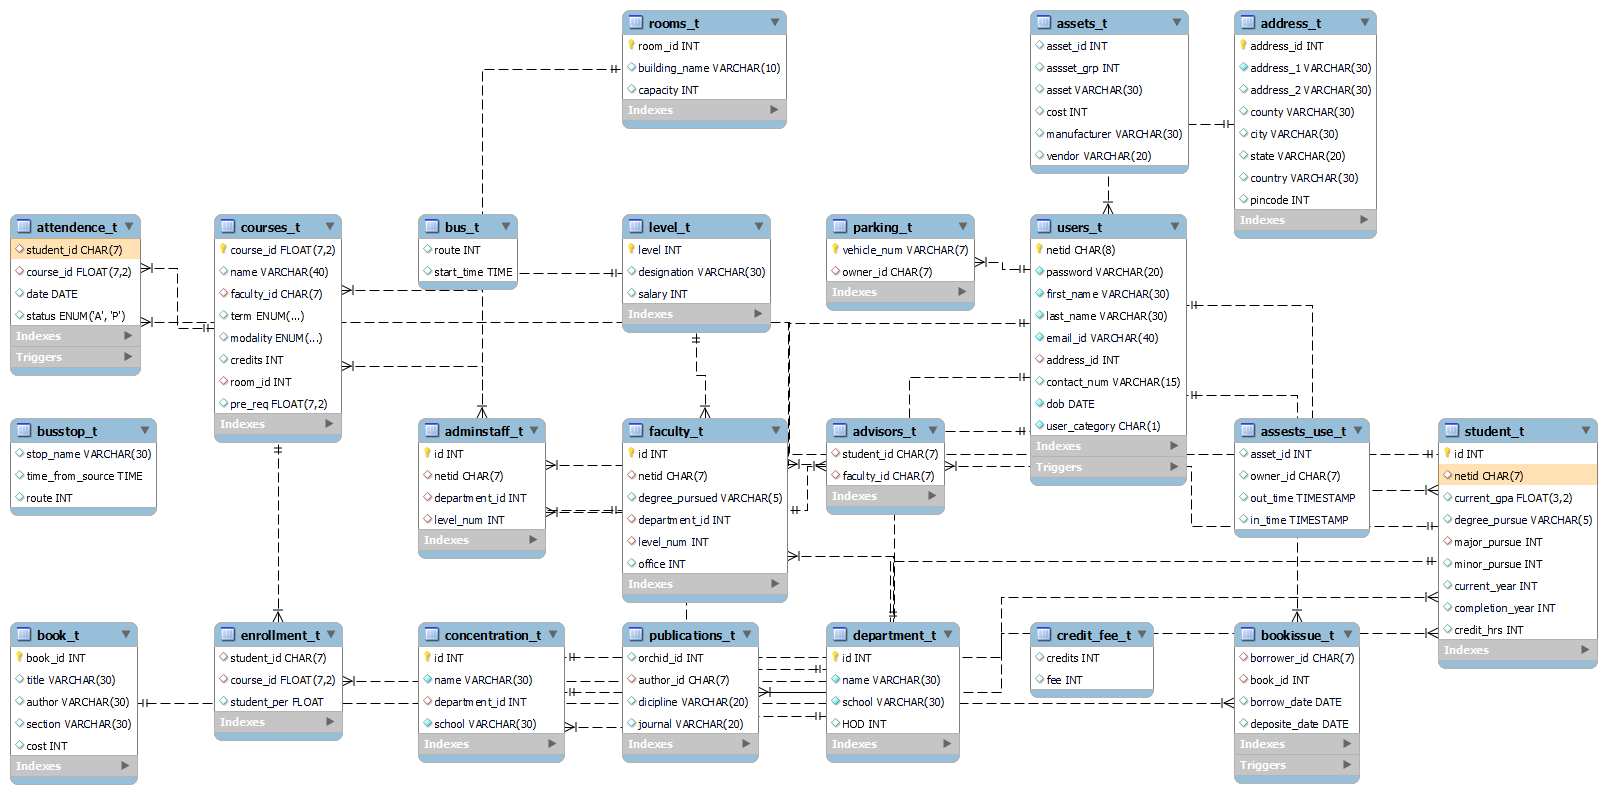 rooms_t
room_id INT
building_name VARCHAR(10)
capacity INT
Indexes
assets_t
asset_id INT
assset_grp INT
asset VARCHAR(30)
cost INT
manufacturer VARCHAR(30)
vendor VARCHAR(20)
address_t
address_id INT
address_1 VARCHAR(30)
address_2 VARCHAR(30)
county VARCHAR(30)
city VARCHAR(30)
state VARCHAR(20)
country VARCHAR(30)
pincode INT
Indexes
attendence_t
student_id CHAR(7)
course_id FLOAT(7,2)
date DATE
status ENUM('A', 'P')
Indexes
Triggers
courses_t
course_id FLOAT(7,2)
name VARCHAR(40)
faculty_id CHAR(7)
term ENUM(...)
modality ENUM(...)
credits INT
room_id INT
pre_req FLOAT(7,2)
Indexes
bus_t
route INT
start_time TIME
level_t
level INT
designation VARCHAR(30)
salary INT
Indexes
parking_t
vehicle_num VARCHAR(7)
owner_id CHAR(7)
Indexes
users_t
netid CHAR(8)
password VARCHAR(20)
first_name VARCHAR(30)
last_name VARCHAR(30)
email_id VARCHAR(40)
address_id INT
contact_num VARCHAR(15)
dob DATE
user_category CHAR(1)
Indexes
Triggers
busstop_t
stop_name VARCHAR(30)
time_from_source TIME
route INT
adminstaff_t
id INT
netid CHAR(7)
department_id INT
level_num INT
Indexes
faculty_t
id INT
netid CHAR(7)
degree_pursued VARCHAR(5)
department_id INT
level_num INT
office INT
Indexes
advisors_t
student_id CHAR(7)
faculty_id CHAR(7)
Indexes
assests_use_t
asset_id INT
owner_id CHAR(7)
out_time TIMESTAMP
in_time TIMESTAMP
student_t
id INT
netid CHAR(7)
current_gpa FLOAT(3,2)
degree_pursue VARCHAR(5)
major_pursue INT
minor_pursue INT
current_year INT
completion_year INT
credit_hrs INT
Indexes
book_t
book_id INT
title VARCHAR(30)
author VARCHAR(30)
section VARCHAR(30)
cost INT
Indexes
enrollment_t
student_id CHAR(7)
course_id FLOAT(7,2)
student_per FLOAT
Indexes
concentration_t
id INT
name VARCHAR(30)
department_id INT
school VARCHAR(30)
Indexes
publications_t
orchid_id INT
author_id CHAR(7)
dicipline VARCHAR(20)
journal VARCHAR(20)
Indexes
department_t
id INT
name VARCHAR(30)
school VARCHAR(30)
HOD INT
Indexes
credit_fee_t
credits INT
fee INT
bookissue_t
borrower_id CHAR(7)
book_id INT
borrow_date DATE
deposite_date DATE
Indexes
Triggers